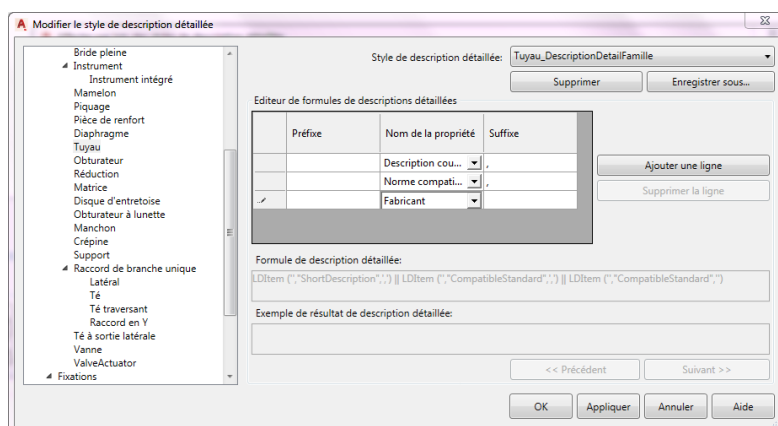 Modifier le style de description détaillée
Bride pleine
Instrument
Instrument intégré
Mamelon
Piquage
Pièce de renfort
Diaphragme
Tuyau
Obturateur
Réduction
Matrice
Disque d'entretoise
Obturateur à lunette
Manchon
Crépine
Support
Raccord de branche unique
Latéral
Té
Té traversant
Raccord en Y
Té à sortie latérale
Vanne
ValveActuator
Fixations
Style de description détaillée: Tuyau_DescriptionDetailFamille
Supprimer Enregistrer sous...
Editeur de formules de descriptions détaillées
Préfixe Nom de la propriété Suffixe
Description cou... ,
Norme compati... ,
Fabricant
Ajouter une ligne
Supprimer la ligne
Formule de description détaillée:
LDItem ('',"ShortDescription",',') || LDItem ('',"CompatibleStandard",',') || LDItem ('',"CompatibleStandard",'')
Exemple de résultat de description détaillée:
<< Précédent Suivant >>
OK Appliquer Annuler Aide